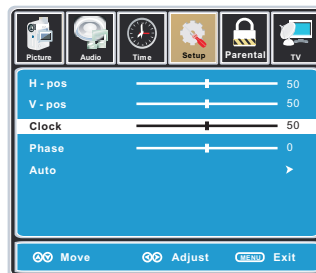 Picture Audio Time Setup Parental TV
H - pos 50
V - pos 50
Clock 50
Phase 0
Auto
Move Adjust MENU Exit